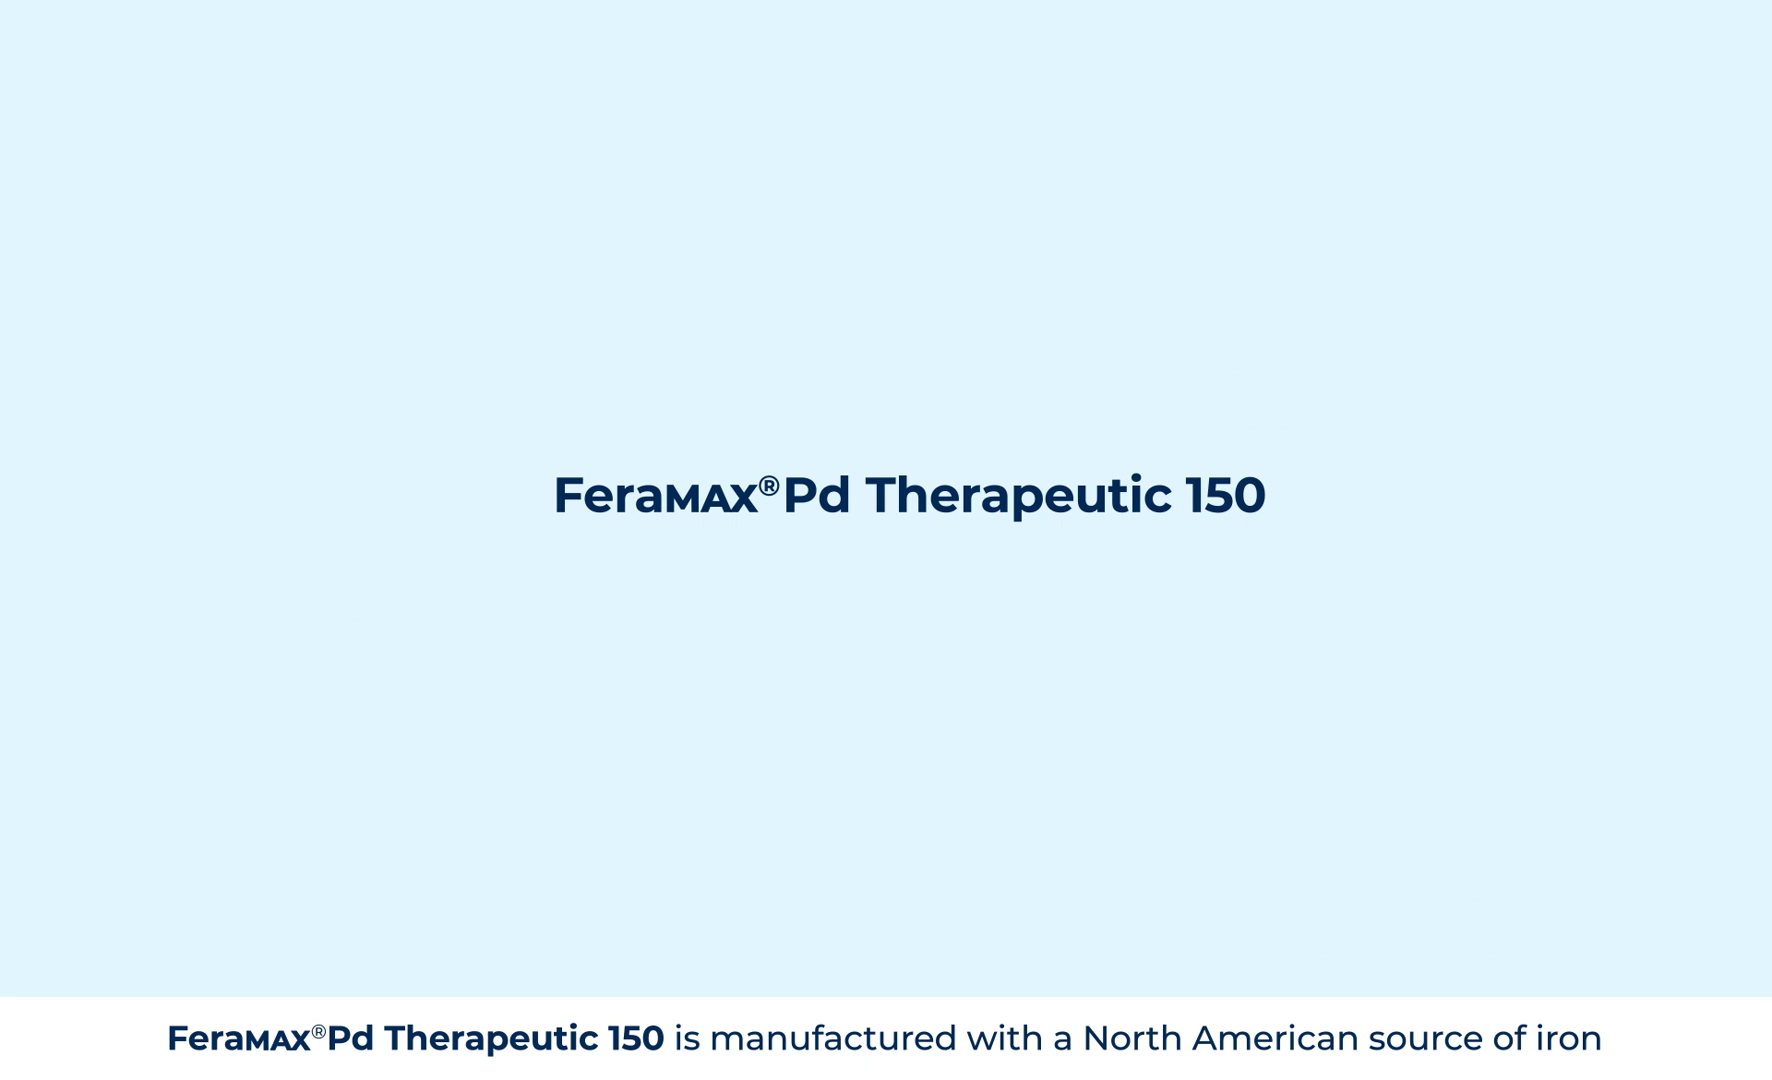 FeraMAX®Pd Therapeutic 150
FeraMAX®Pd Therapeutic 150 is manufactured with a North American source of iron